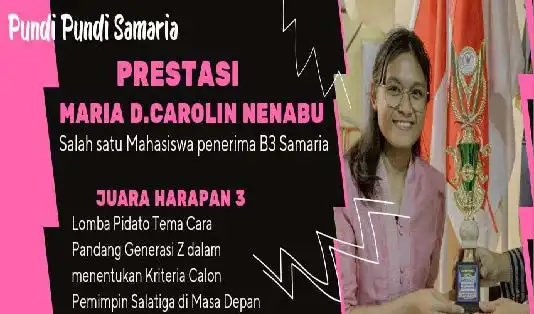 Pundi Pundi Samaria
PRESTASI
MARIA D.CAROLIN NENABU
Salah satu Mahasiswa penerima B3 Samaria
JUARA HARAPAN 3
Lomba Pidato Tema Cara
Pandang Generasi Z dalam
menentukan Kriteria Calon
Pemimpin Salatiga di Masa Depan